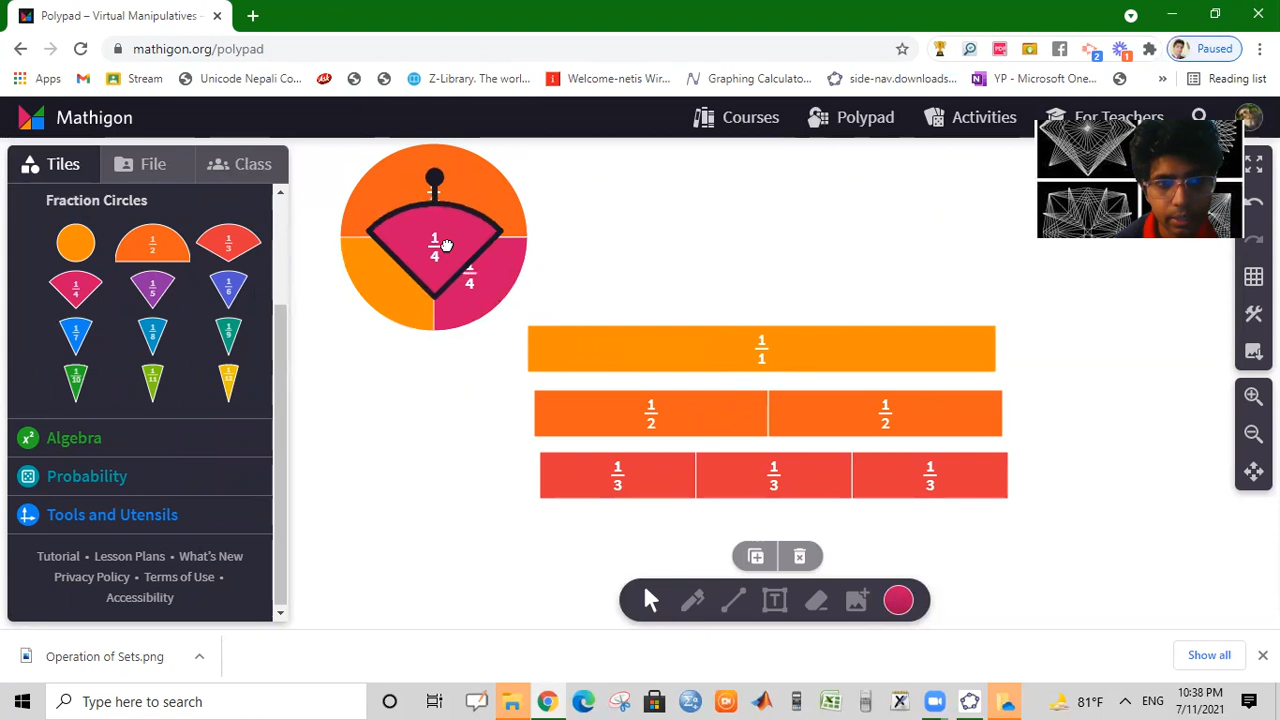 Polypad – Virtual Manipulatives
mathigon.org/polypad
Paused
Apps Stream Unicode Nepali Co... Z-Library. The worl... Welcome-netis Wir... Graphing Calculato... side-nav.downloads... YP - Microsoft One... Reading list
Mathigon Courses Polypad Activities For Teachers
Tiles File Class
Fraction Circles
1/2 1/3
1/4 1/5 1/6
1/7 1/8 1/9
1/10 1/11 1/12
Algebra
Probability
Tools and Utensils
Tutorial • Lesson Plans • What's New
Privacy Policy • Terms of Use •
Accessibility
1/4
1/4
1/1
1/2 1/2
1/3 1/3 1/3
T
Operation of Sets.png
Show all
Type here to search
81°F
ENG
10:38 PM
7/11/2021